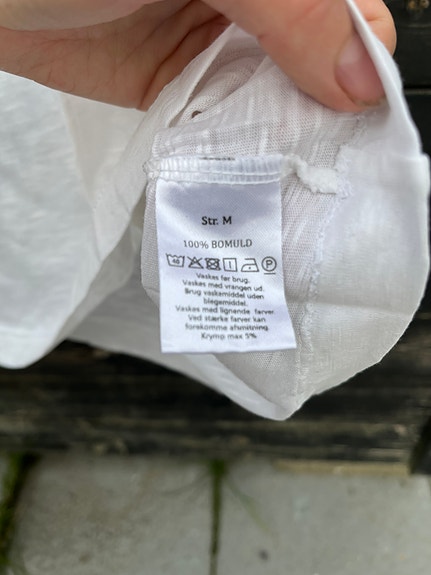 Str. M
100% BOMULD
40 P
Vaskes før brug.
Vaskes med vrangen ud.
Brug vaskemiddel uden
blegemiddel.
Vaskes med lignende farver
Ved stærke farver kan
forekomme afsmitning.
Krymp max 5%